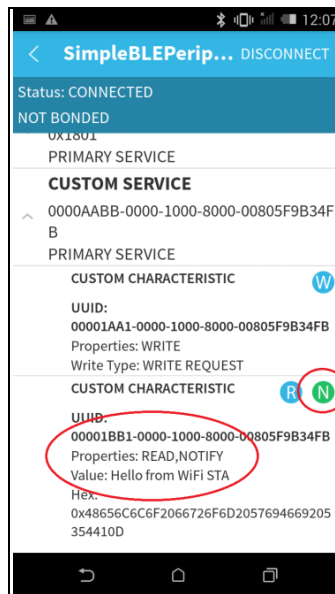 12:07
SimpleBLEPerip... DISCONNECT
Status: CONNECTED
NOT BONDED
0x1801
PRIMARY SERVICE
CUSTOM SERVICE
0000AABB-0000-1000-8000-00805F9B34F
B
PRIMARY SERVICE
CUSTOM CHARACTERISTIC W
UUID:
00001AA1-0000-1000-8000-00805F9B34FB
Properties: WRITE
Write Type: WRITE REQUEST
CUSTOM CHARACTERISTIC R N
UUID:
00001BB1-0000-1000-8000-00805F9B34FB
Properties: READ,NOTIFY
Value: Hello from WiFi STA
Hex:
0x48656C6C6F2066726F6D2057694669205
354410D